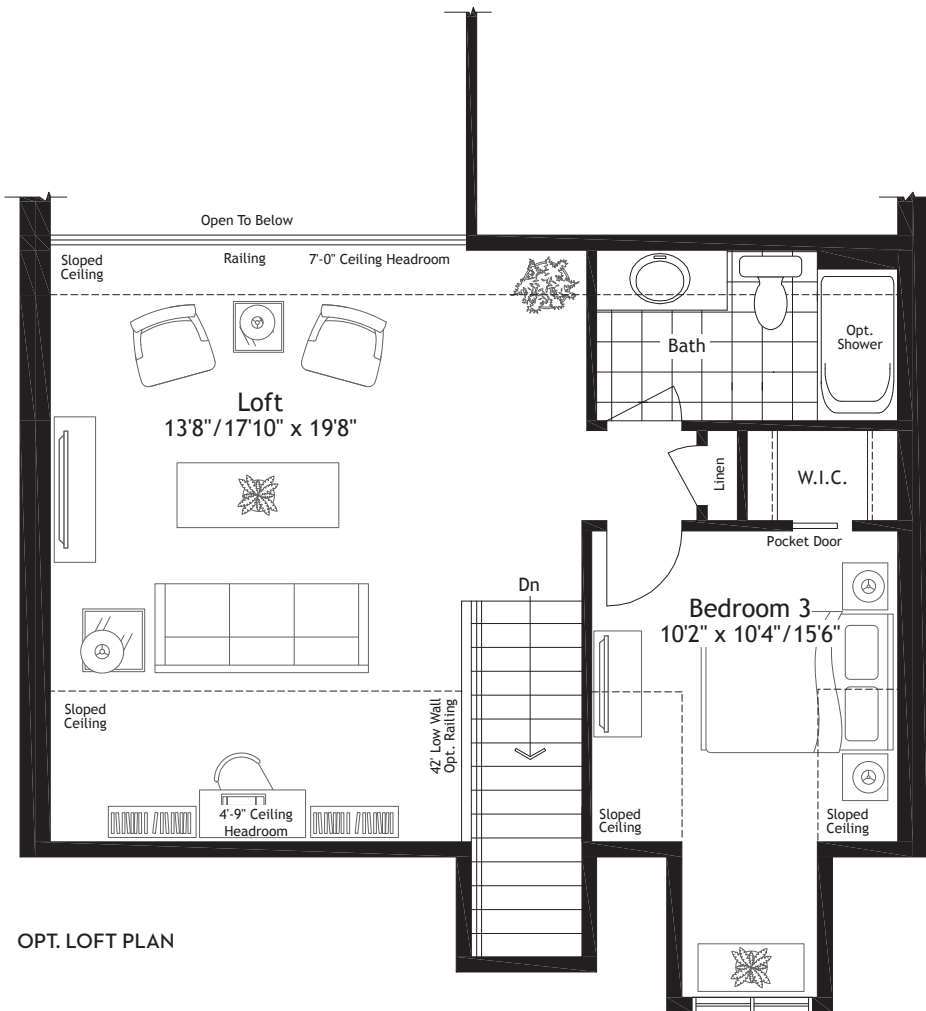 Open To Below
Sloped
Ceiling
Railing
7'-0" Ceiling Headroom
Opt.
Shower
Bath
Loft
13'8"/17'10" x 19'8"
Linen
W.I.C.
Pocket Door
Dn
Bedroom 3
10'2" x 10'4"/15'6"
Sloped
Ceiling
42' Low Wall
Opt. Railing
4'-9" Ceiling
Headroom
Sloped
Ceiling
Sloped
Ceiling
OPT. LOFT PLAN